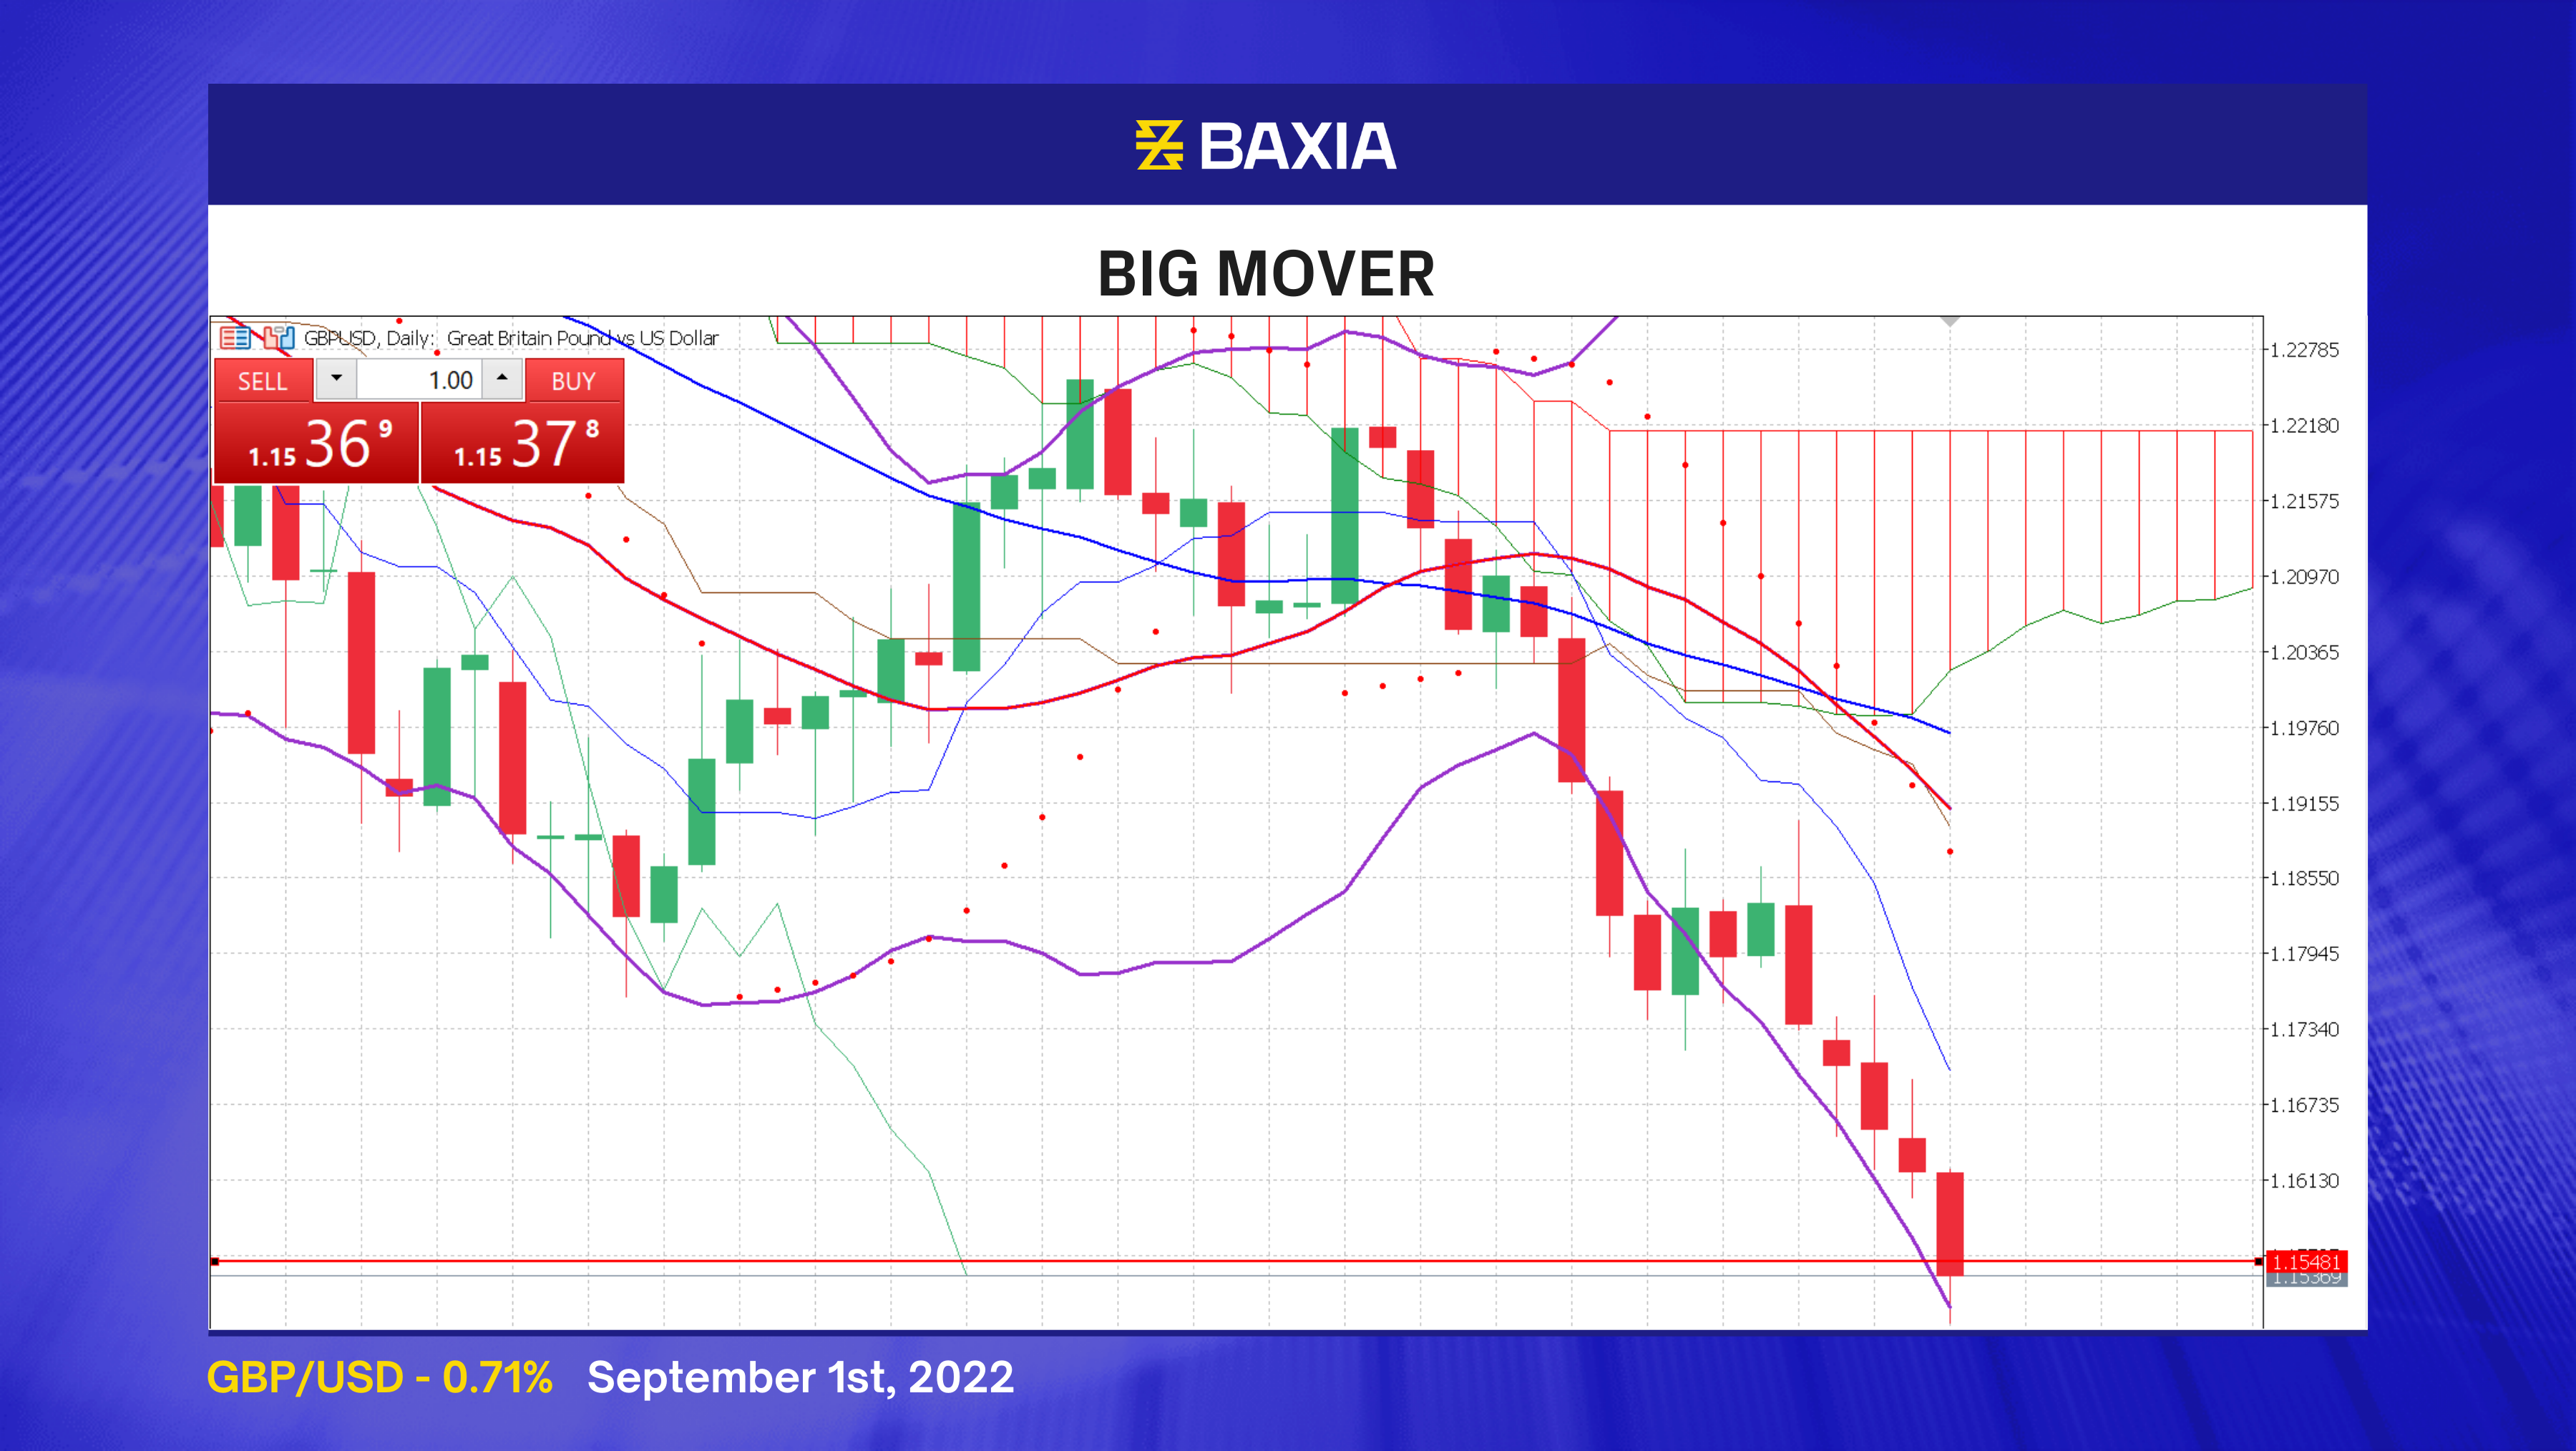 BAXIA
BIG MOVER
GBPUSD, Daily: Great Britain Pound vs US Dollar
SELL 1.00 BUY
1.15 36 9 1.15 37 8
1.22785
1.22180
1.21575
1.20970
1.20365
1.19760
1.19155
1.18550
1.17945
1.17340
1.16735
1.16130
1.15481
1.15369
GBP/USD - 0.71% September 1st, 2022